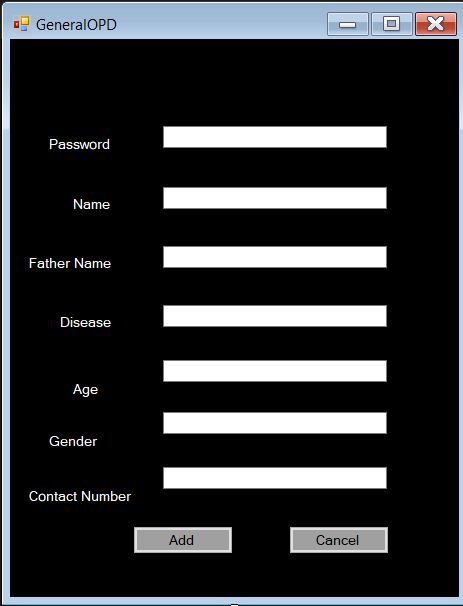 GeneralOPD
Password
Name
Father Name
Disease
Age
Gender
Contact Number
Add Cancel